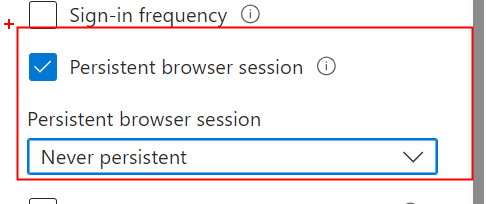 Sign-in frequency
Persistent browser session
Persistent browser session
Never persistent